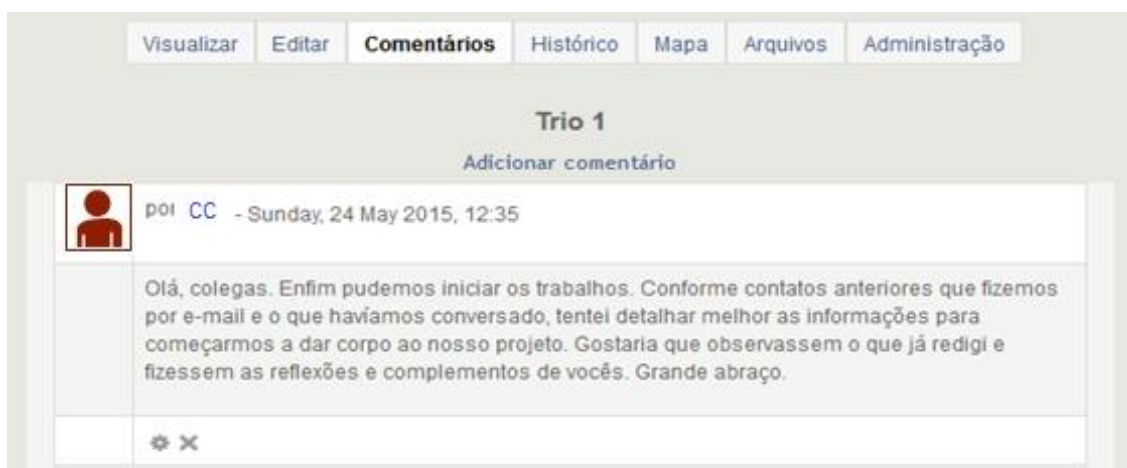 Visualizar Editar Comentários Histórico Mapa Arquivos Administração
Trio 1
Adicionar comentário
por CC - Sunday, 24 May 2015, 12:35
Olá, colegas. Enfim pudemos iniciar os trabalhos. Conforme contatos anteriores que fizemos
por e-mail e o que havíamos conversado, tentei detalhar melhor as informações para
começarmos a dar corpo ao nosso projeto. Gostaria que observassem o que já redigi e
fizessem as reflexões e complementos de vocês. Grande abraço.